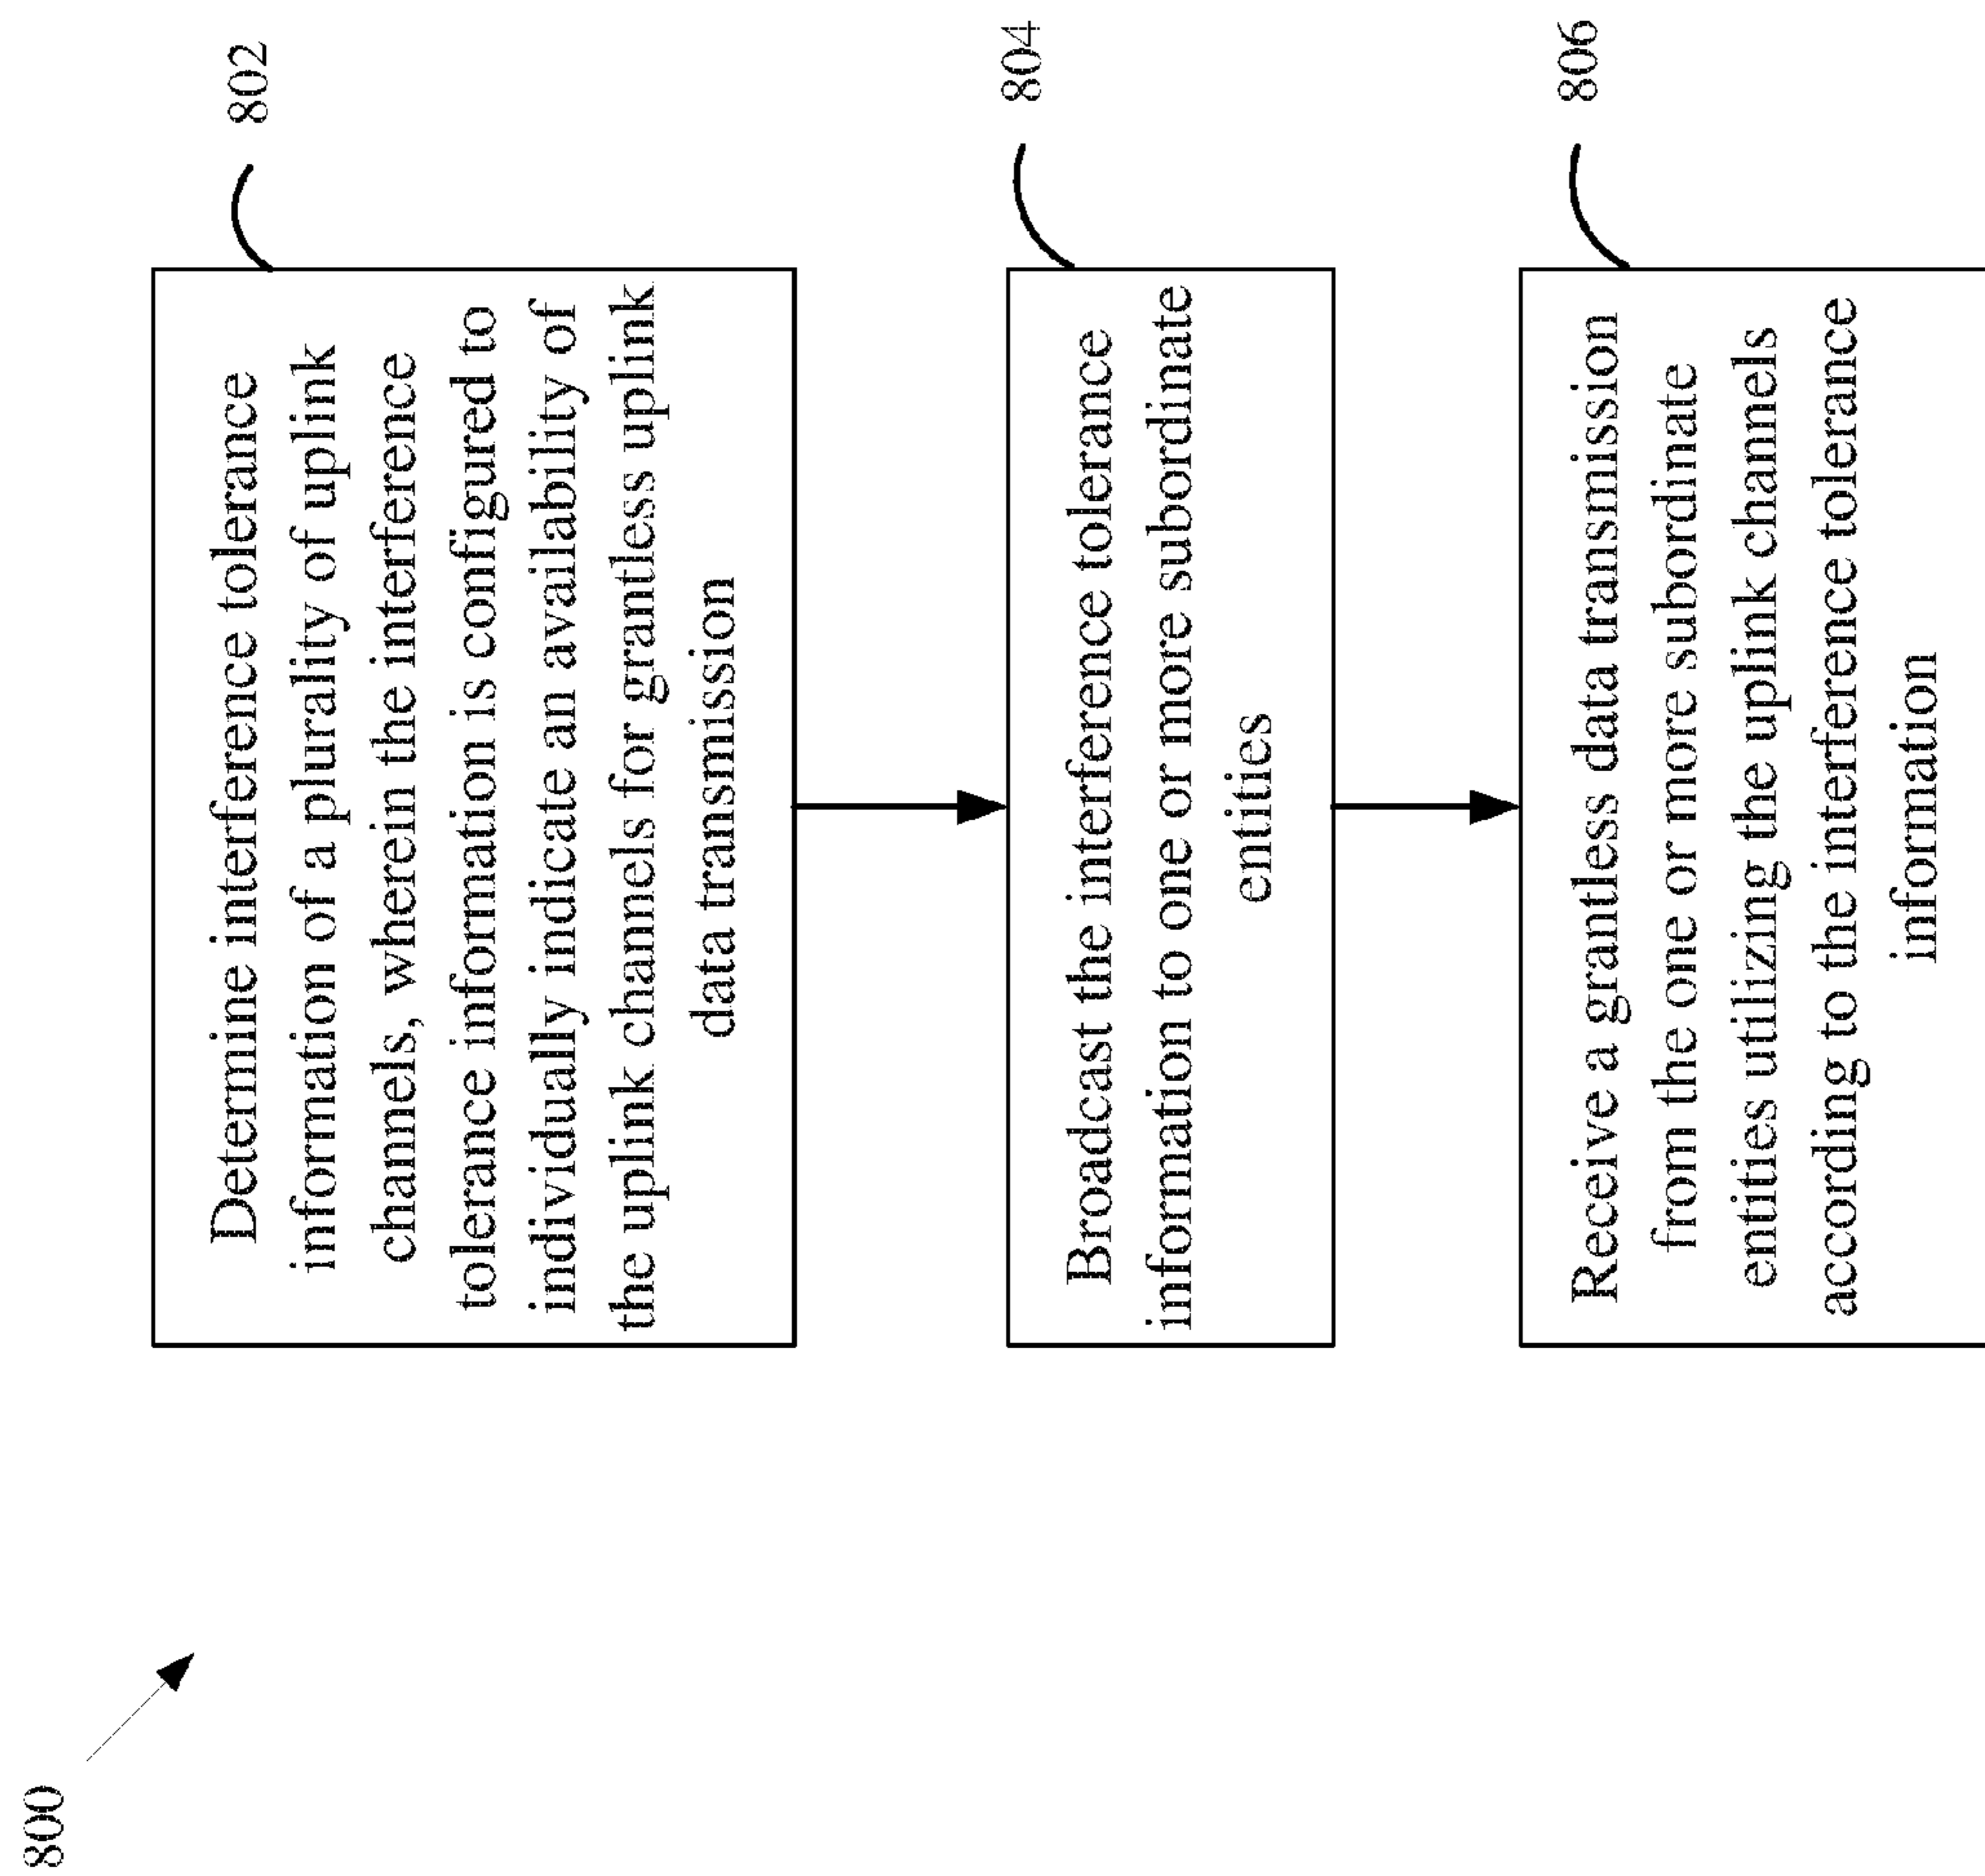 800
802
Determine interference tolerance
information of a plurality of uplink
channels, wherein the interference
tolerance information is configured to
individually indicate an availability of
the uplink channels for grantless uplink
data transmission
804
Broadcast the interference tolerance
information to one or more subordinate
entities
806
Receive a grantless data transmission
from the one or more subordinate
entities utilizing the uplink channels
according to the interference tolerance
information